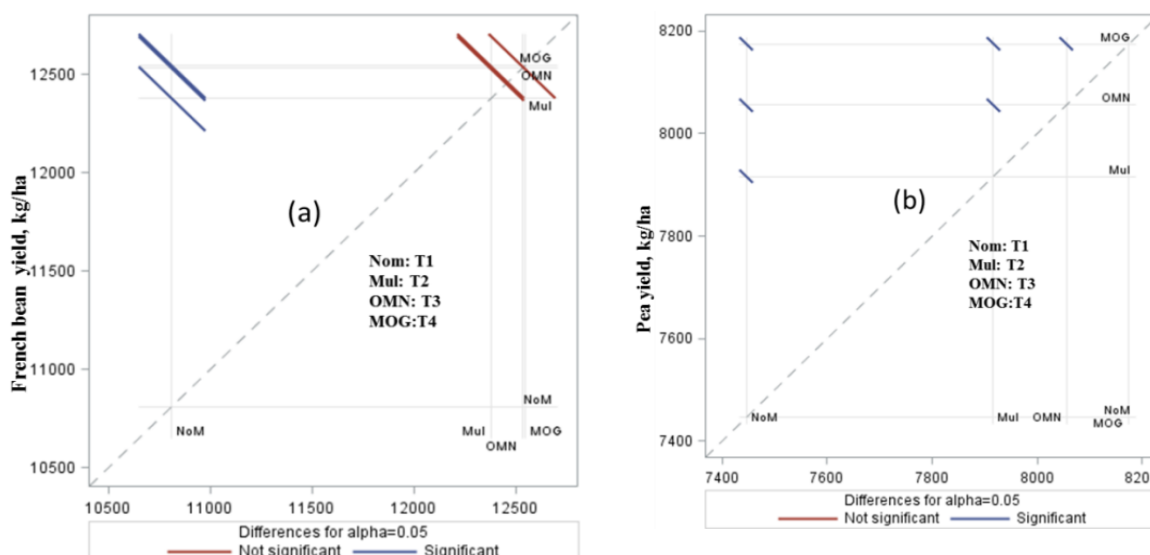 French bean yield, kg/ha
12500
12000
11500
11000
10500
MOG
OMN
Mul
(a)
Nom: T1
Mul: T2
OMN: T3
MOG:T4
NoM
NoM
Mul
OMN
MOG
10500 11000 11500 12000 12500
Differences for alpha=0.05
Not significant Significant
Pea yield, kg/ha
8200
8000
7800
7600
7400
MOG
OMN
Mul
(b)
Nom: T1
Mul: T2
OMN: T3
MOG:T4
NoM
NoM
Mul
OMN
MOG
7400 7600 7800 8000 820
Differences for alpha=0.05
Not significant Significant